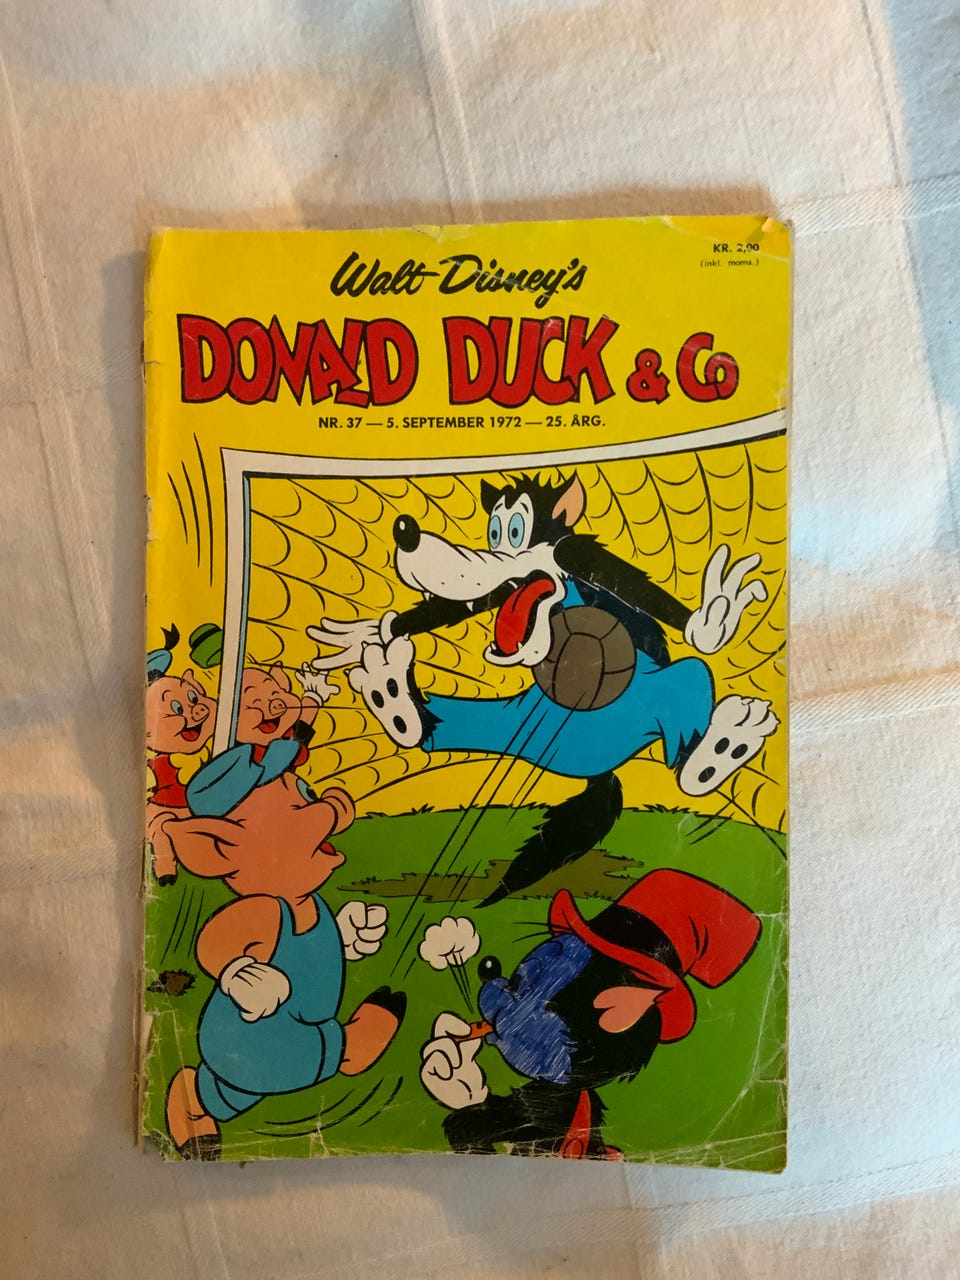 KR. 2,00
(inkl. moms.)
Walt Disney's
DONALD DUCK & Co
NR. 37 — 5. SEPTEMBER 1972 — 25. ÅRG.